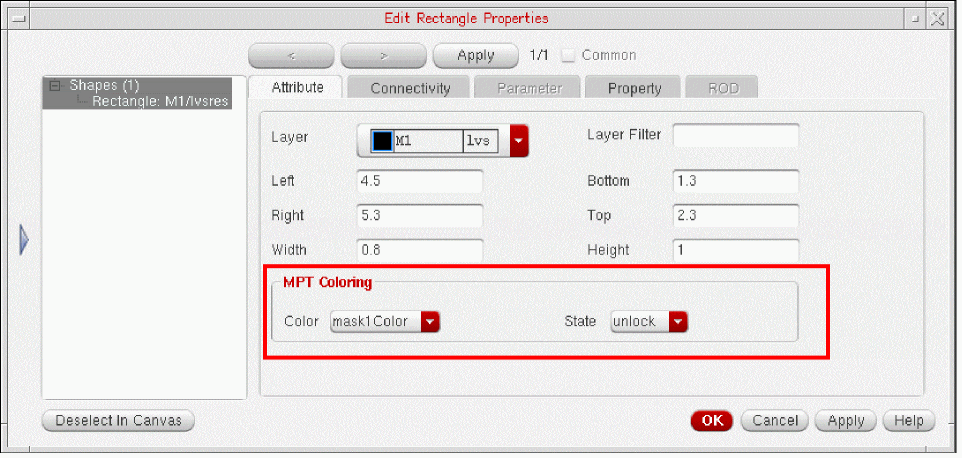 Edit Rectangle Properties
< > Apply 1/1 Common
Shapes (1)
Rectangle: M1/lvsres
Attribute Connectivity Parameter Property ROD
Layer M1 lvs Layer Filter
Left 4.5 Bottom 1.3
Right 5.3 Top 2.3
Width 0.8 Height 1
MPT Coloring
Color mask1Color State unlock
Deselect In Canvas OK Cancel Apply Help